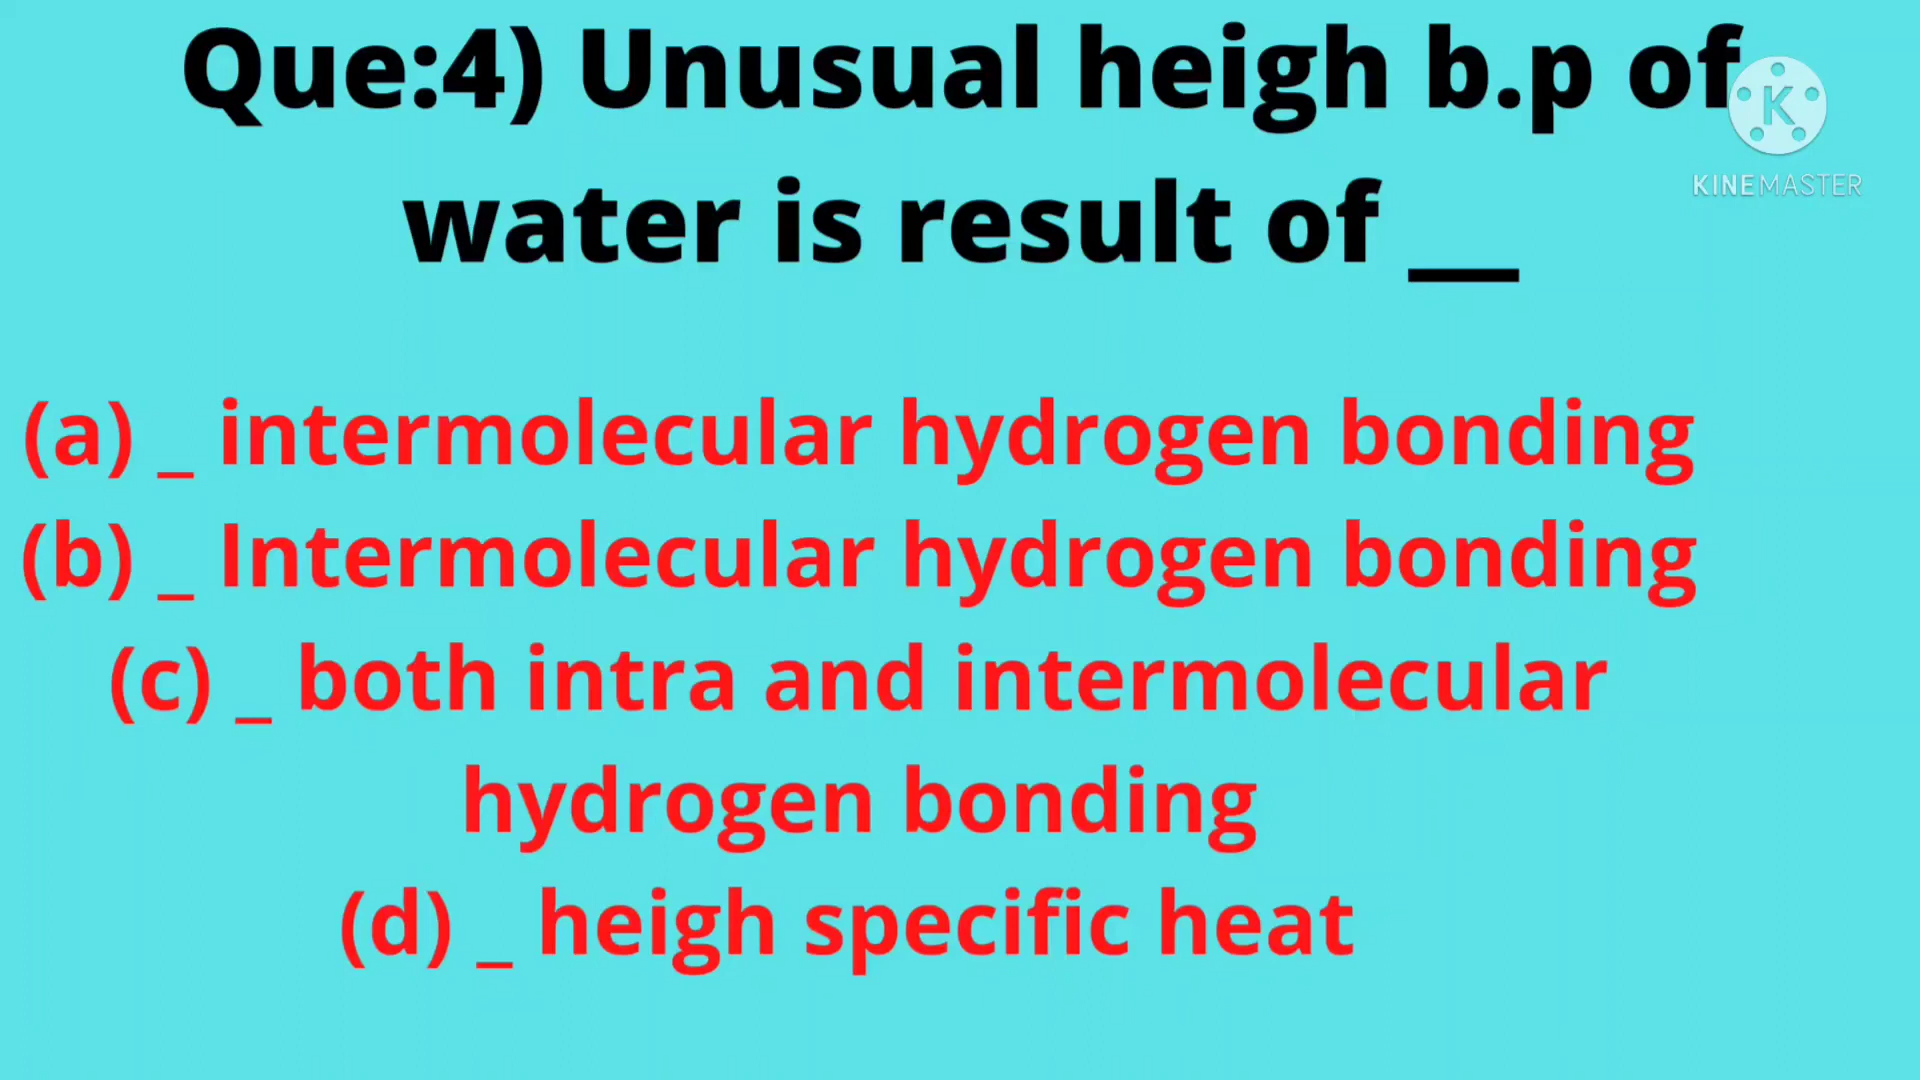 Que:4) Unusual heigh b.p of
water is result of __
(a) _ intermolecular hydrogen bonding
(b) _ Intermolecular hydrogen bonding
(c) _ both intra and intermolecular
hydrogen bonding
(d) _ heigh specific heat
K
KINEMASTER